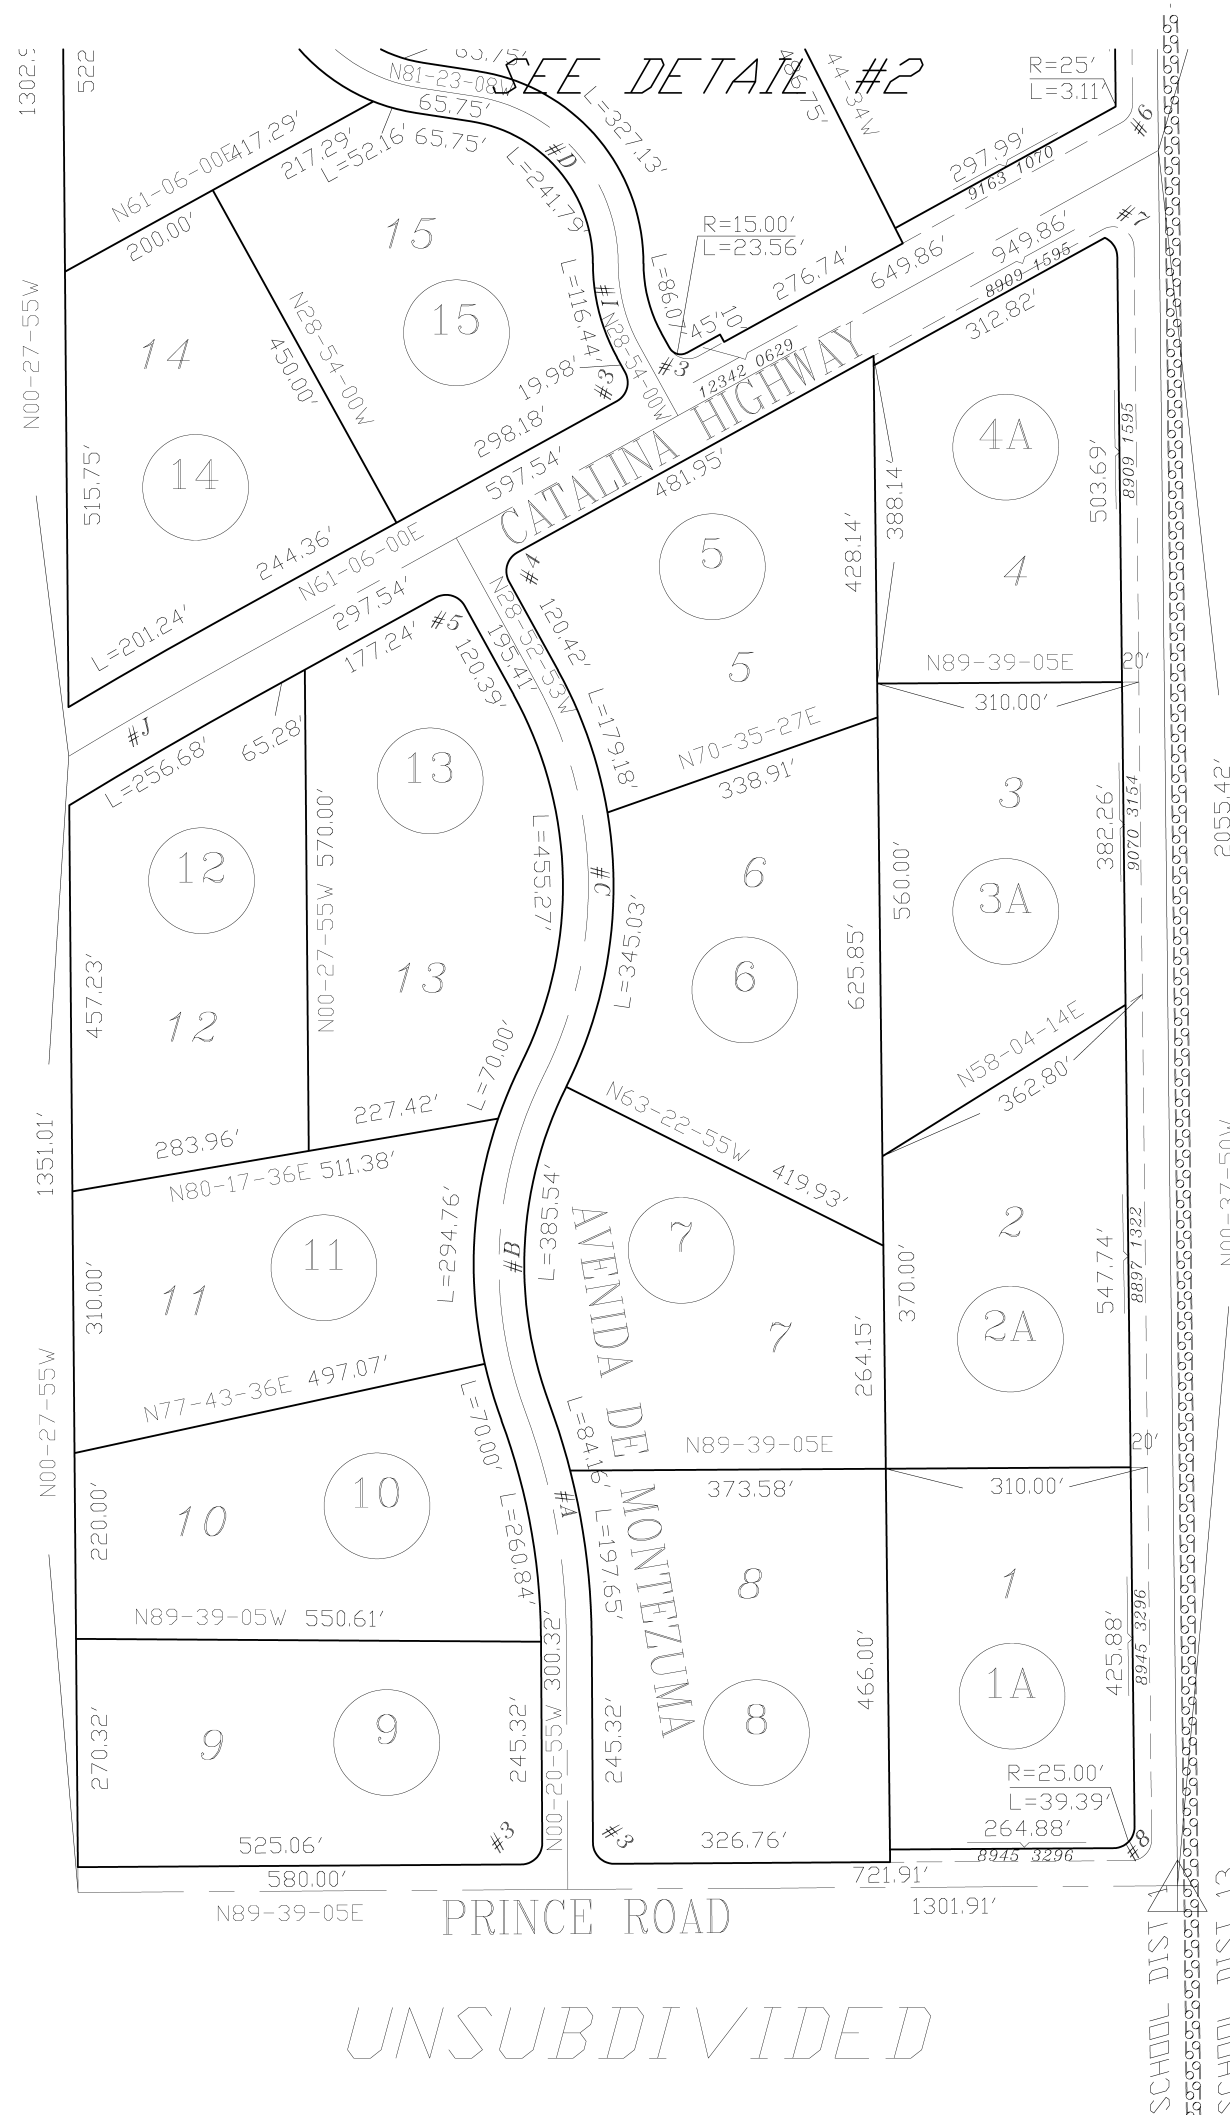 SEE DETAIL #2
1302.9
522
63.75'
N81-23-08W
65.75'
65.75'
L=52.16'
L=327.13'
#D
L=241.79'
486.75'
44-34W
R=25'
L=3.11'
#6
N61-06-00E
417.29'
217.29'
200.00'
297.99'
9163 1070
#7
15
15
R=15.00'
L=23.56'
276.74'
649.86'
949.86'
8909 1595
312.82'
N00-27-55W
14
14
N28-54-00W
450.00'
L=116.44'
#I
N28-54-00W
L=86.07'
45'
10'
#3
#3
12342 0629
19.98'
298.18'
597.54'
CATALINA HIGHWAY
481.95'
515.75'
244.36'
N61-06-00E
297.54'
L=201.24'
177.24'
#5
#4
4A
4
388.14'
428.14'
503.69'
8909 1595
N89-39-05E
20'
310.00'
5
5
N28-52-53W
195.41'
120.39'
120.42'
L=179.18'
N70-35-27E
338.91'
#J
L=256.68'
65.28'
13
13
12
12
N00-27-55W 570.00'
L=455.27'
#C
L=345.03'
6
6
625.85'
560.00'
3
3A
382.26'
9070 3154
2055.42'
457.23'
1351.01'
L=70.00'
227.42'
283.96'
N80-17-36E 511.38'
N63-22-55W
419.93'
N58-04-14E
362.80'
L=294.76'
#B
L=385.54'
AVENIDA DE MONTEZUMA
7
7
264.15'
370.00'
2
2A
547.74'
8897 1322
N00-37-50W
11
11
310.00'
N77-43-36E 497.07'
N00-27-55W
L=70.00'
L=84.16'
N89-39-05E
373.58'
20'
310.00'
10
10
220.00'
L=260.84'
#A
L=197.65'
N89-39-05W 550.61'
8
8
466.00'
1
1A
425.88'
8945 3296
9
9
270.32'
245.32'
N00-20-55W 300.32'
245.32'
R=25.00'
L=39.39'
#3
#3
#8
525.06'
326.76'
264.88'
8945 3296
580.00'
721.91'
N89-39-05E
PRINCE ROAD
1301.91'
UNSUBDIVIDED
SCHOOL DIST 1
SCHOOL DIST 13